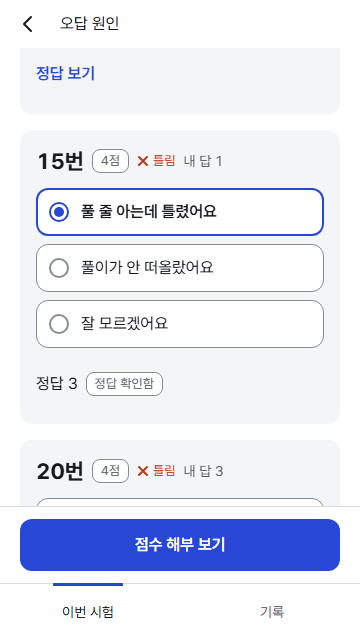 오답 원인
정답 보기
15번 4점 틀림 내 답 1
풀 줄 아는데 틀렸어요
풀이가 안 떠올랐어요
잘 모르겠어요
정답 3 정답 확인함
20번 4점 틀림 내 답 3
점수 해부 보기
이번 시험 기록